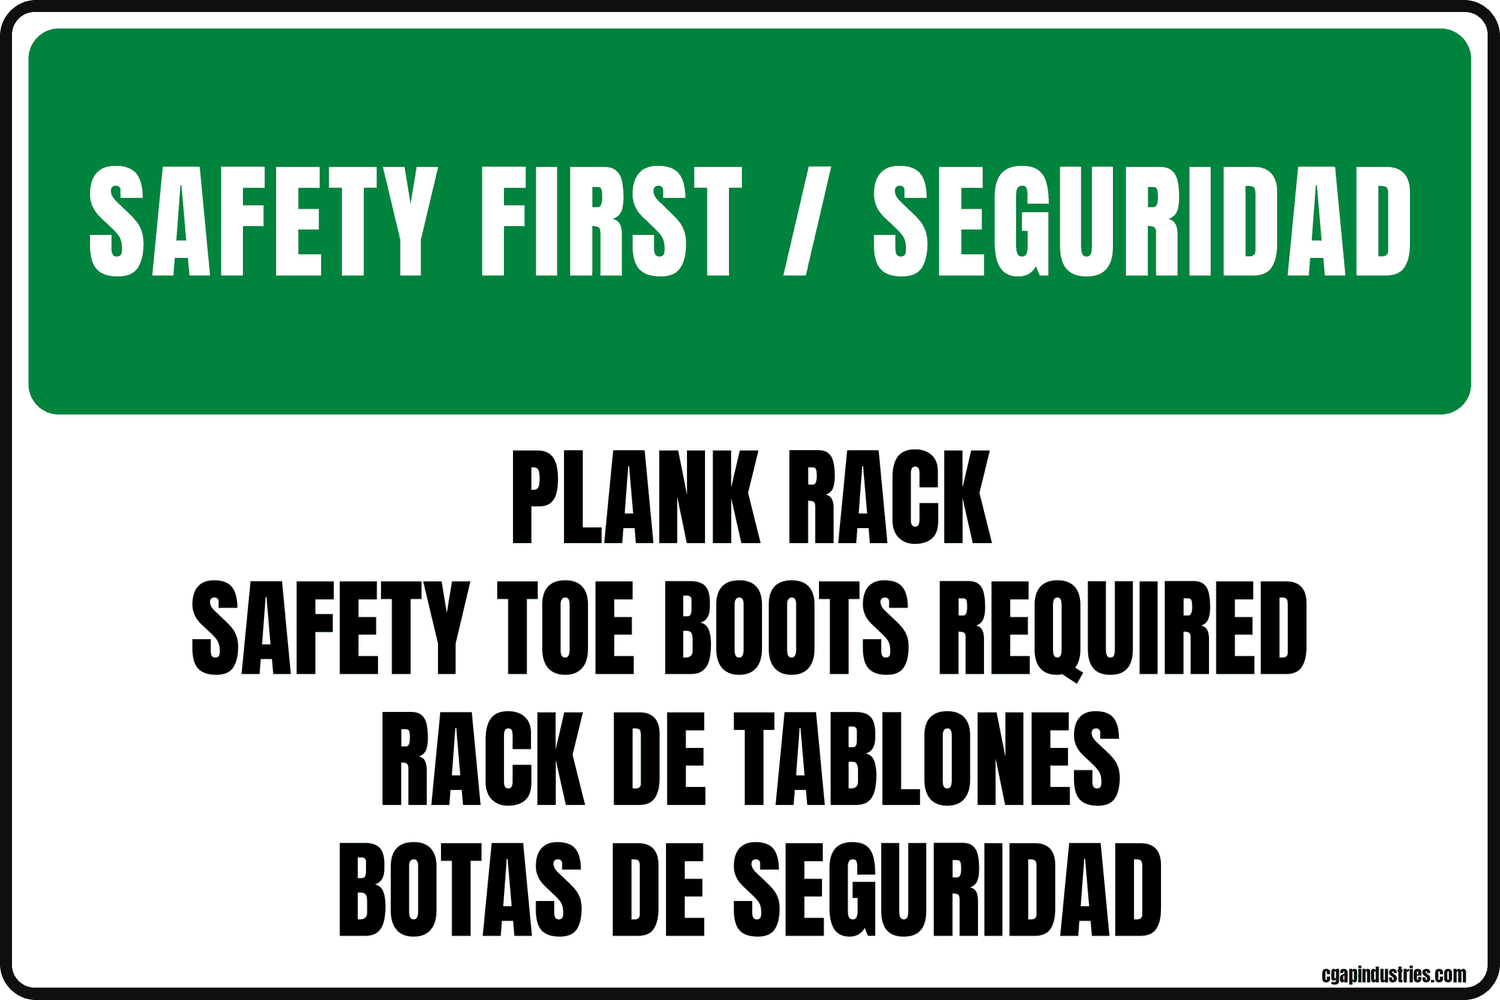 SAFETY FIRST / SEGURIDAD
PLANK RACK
SAFETY TOE BOOTS REQUIRED
RACK DE TABLONES
BOTAS DE SEGURIDAD
cgapindustries.com